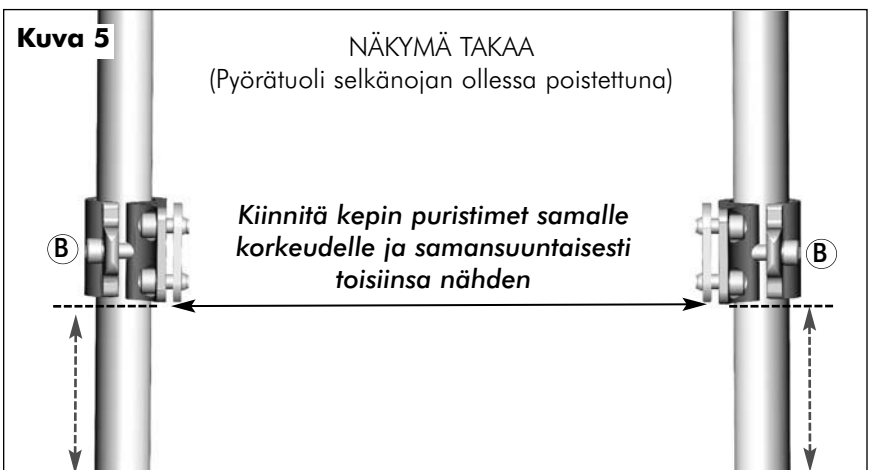 Kuva 5
NÄKYMÄ TAKAA
(Pyörätuoli selkänojan ollessa poistettuna)
Kiinnitä kepin puristimet samalle
korkeudelle ja samansuuntaisesti
toisiinsa nähden
B
B